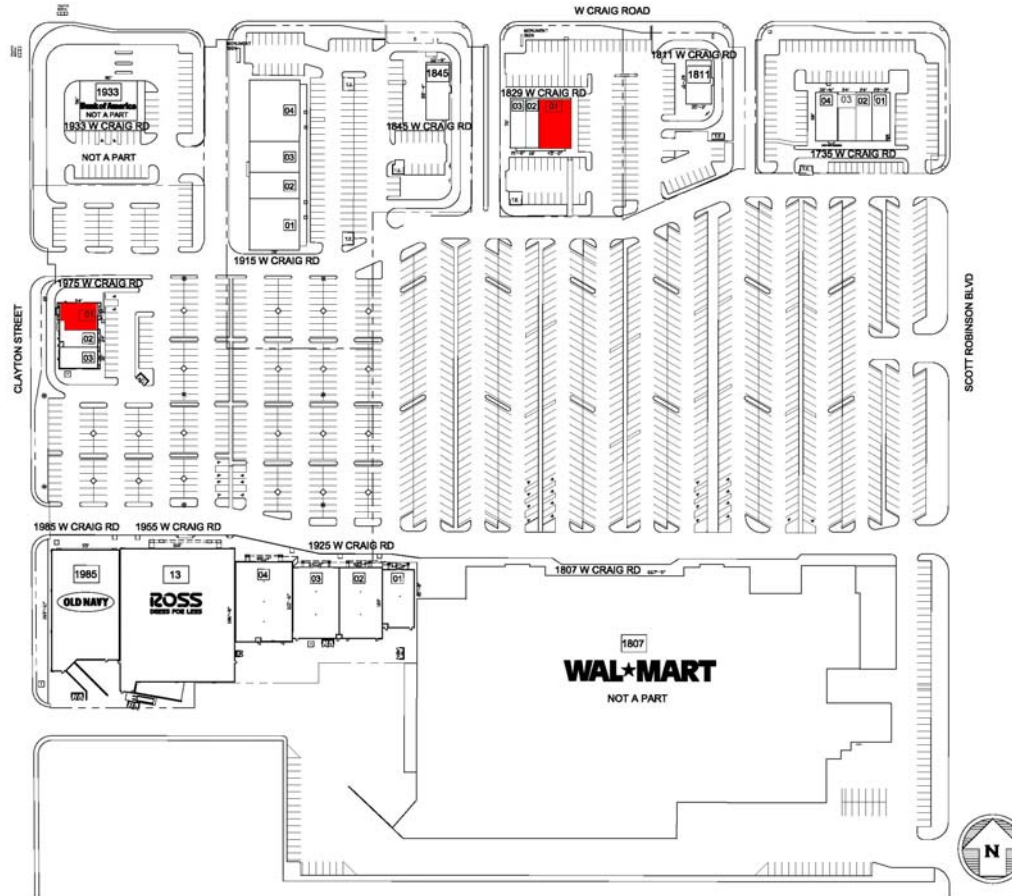 W CRAIG ROAD
1933
Bank of America
NOT A PART
1933 W CRAIG RD
NOT A PART
04
03
02
01
1915 W CRAIG RD
1845
1845 W CRAIG RD
1829 W CRAIG RD
03 02 01
1811 W CRAIG RD
1811
04 03 02 01
1735 W CRAIG RD
CLAYTON STREET
1975 W CRAIG RD
01
02
03
SCOTT ROBINSON BLVD
1985 W CRAIG RD
1955 W CRAIG RD
1925 W CRAIG RD
1807 W CRAIG RD
1985
OLD NAVY
13
ROSS
DRESS FOR LESS
04
03
02
01
1807
WAL★MART
NOT A PART
N